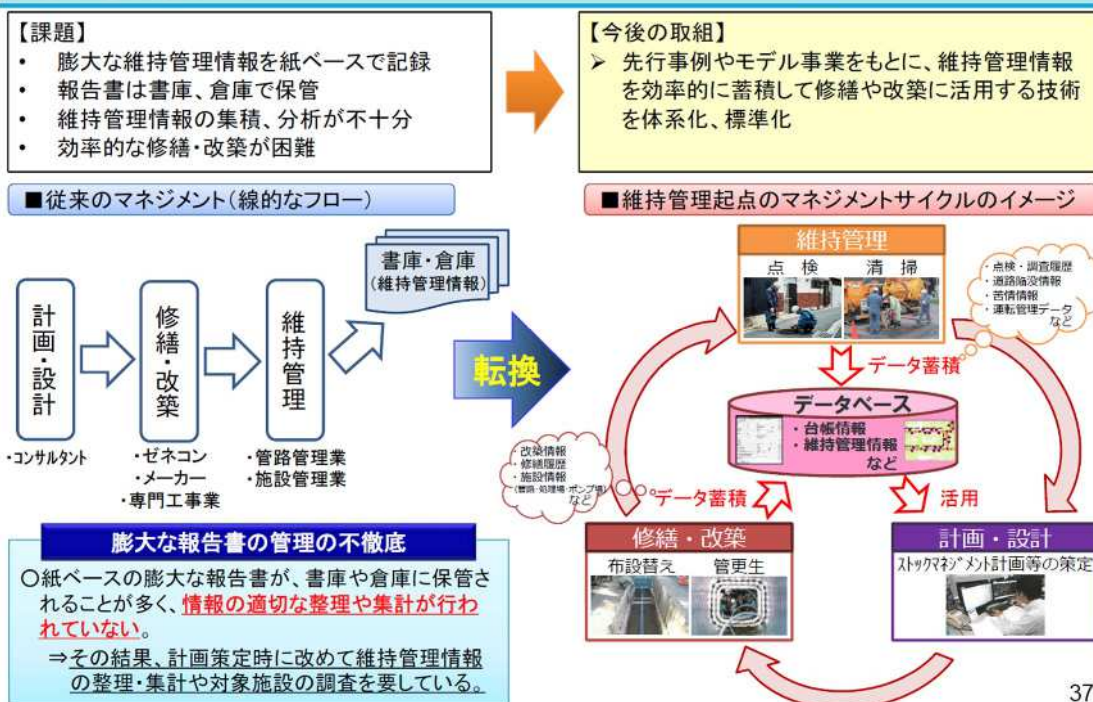 【課題】
• 膨大な維持管理情報を紙ベースで記録
• 報告書は書庫、倉庫で保管
• 維持管理情報の集積、分析が不十分
• 効率的な修繕・改築が困難
【今後の取組】
➢ 先行事例やモデル事業をもとに、維持管理情報
を効率的に蓄積して修繕や改築に活用する技術
を体系化、標準化
■従来のマネジメント(線的なフロー)
書庫・倉庫
(維持管理情報)
計画・設計
修繕・改築
維持管理
・コンサルタント
・ゼネコン
・メーカー
・専門工事業
・管路管理業
・施設管理業
転換
膨大な報告書の管理の不徹底
○紙ベースの膨大な報告書が、書庫や倉庫に保管さ
れることが多く、情報の適切な整理や集計が行わ
れていない。
⇒その結果、計画策定時に改めて維持管理情報
の整理・集計や対象施設の調査を要している。
■維持管理起点のマネジメントサイクルのイメージ
維持管理
点 検 清 掃
・点検・調査履歴
・道路陥没情報
・苦情情報
・運転管理データ
など
データ蓄積
データベース
・台帳情報
・維持管理情報
など
・改築情報
・修繕履歴
・施設情報
(管路・処理場・ポンプ場)
など
データ蓄積
活用
修繕・改築
布設替え 管更生
計画・設計
ストックマネジメント計画等の策定
37